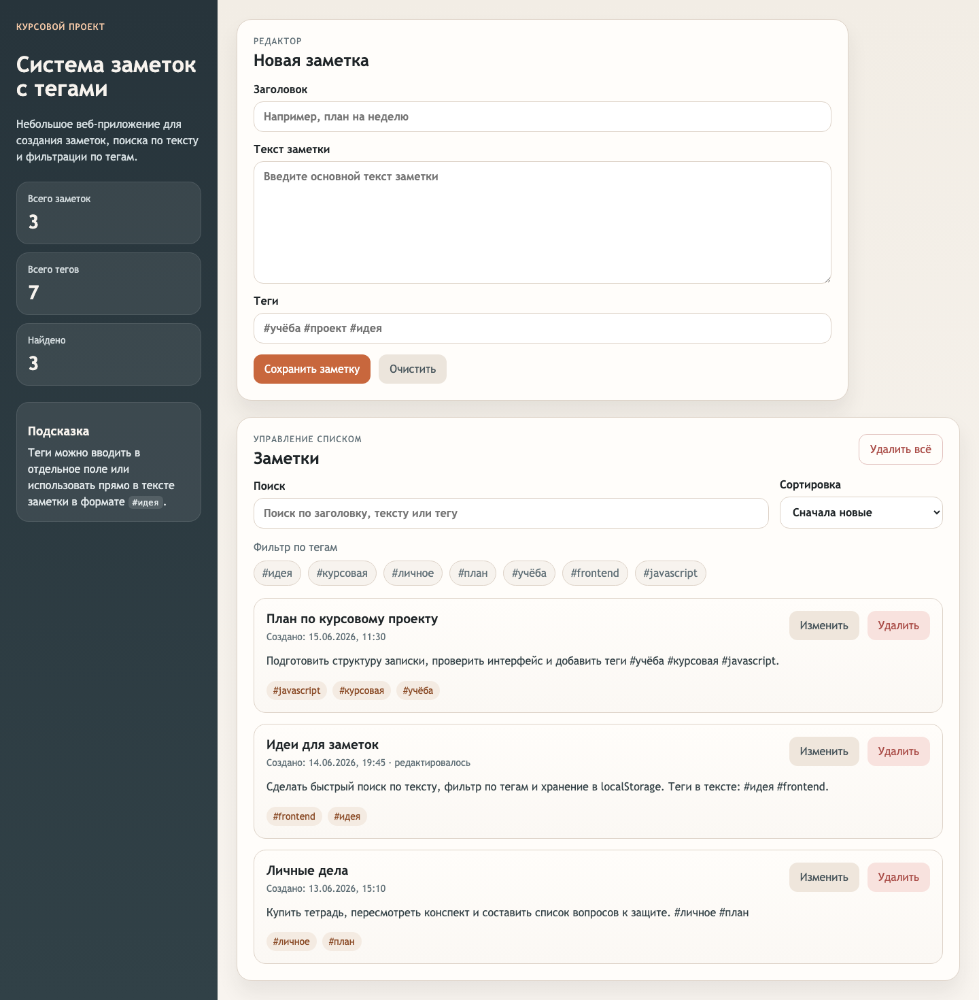 КУРСОВОЙ ПРОЕКТ
Система заметок
с тегами
Небольшое веб-приложение для
создания заметок, поиска по тексту
и фильтрации по тегам.
Всего заметок
3
Всего тегов
7
Найдено
3
Подсказка
Теги можно вводить в
отдельное поле или
использовать прямо в тексте
заметки в формате #идея.
РЕДАКТОР
Новая заметка
Заголовок
Например, план на неделю
Текст заметки
Введите основной текст заметки
Теги
#учёба #проект #идея
Сохранить заметку Очистить
УПРАВЛЕНИЕ СПИСКОМ
Заметки
Удалить всё
Поиск
Сортировка
Поиск по заголовку, тексту или тегу
Сначала новые
Фильтр по тегам
#идея #курсовая #личное #план #учёба #frontend #javascript
План по курсовому проекту
Изменить Удалить
Создано: 15.06.2026, 11:30
Подготовить структуру записки, проверить интерфейс и добавить теги #учёба #курсовая #javascript.
#javascript #курсовая #учёба
Идеи для заметок
Изменить Удалить
Создано: 14.06.2026, 19:45 · редактировалось
Сделать быстрый поиск по тексту, фильтр по тегам и хранение в localStorage. Теги в тексте: #идея #frontend.
#frontend #идея
Личные дела
Изменить Удалить
Создано: 13.06.2026, 15:10
Купить тетрадь, пересмотреть конспект и составить список вопросов к защите. #личное #план
#личное #план